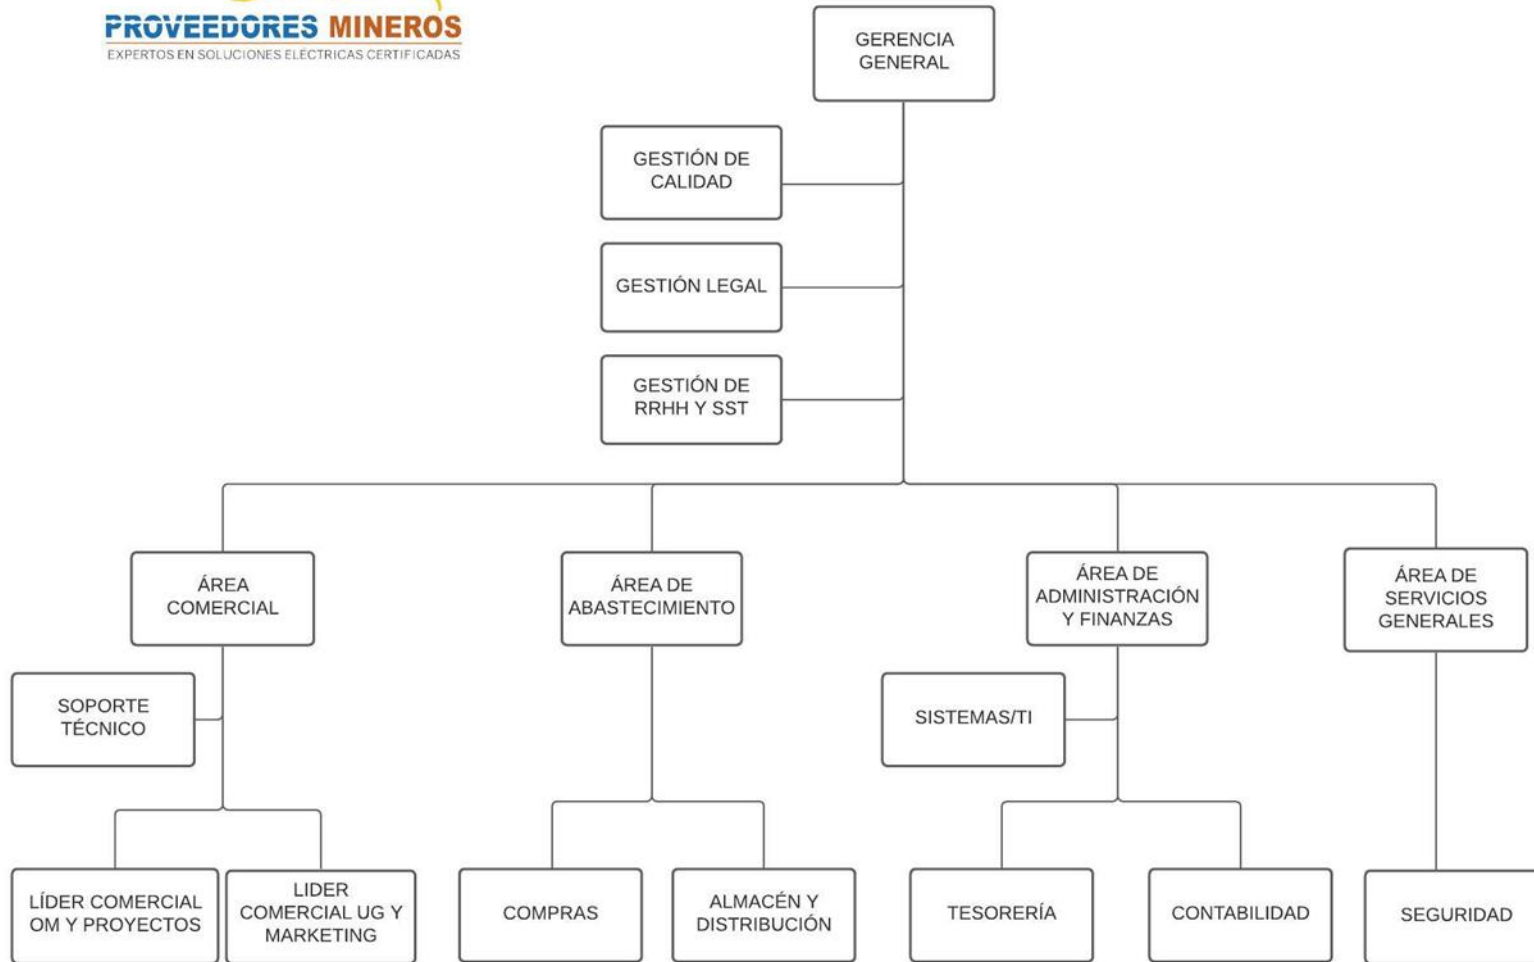 PROVEEDORES MINEROS
EXPERTOS EN SOLUCIONES ELÉCTRICAS CERTIFICADAS
GERENCIA
GENERAL
GESTIÓN DE
CALIDAD
GESTIÓN LEGAL
GESTIÓN DE
RRHH Y SST
ÁREA
COMERCIAL
ÁREA DE
ABASTECIMIENTO
ÁREA DE
ADMINISTRACIÓN
Y FINANZAS
ÁREA DE
SERVICIOS
GENERALES
SOPORTE
TÉCNICO
SISTEMAS/TI
LÍDER COMERCIAL
OM Y PROYECTOS
LIDER
COMERCIAL UG Y
MARKETING
COMPRAS
ALMACÉN Y
DISTRIBUCIÓN
TESORERÍA
CONTABILIDAD
SEGURIDAD